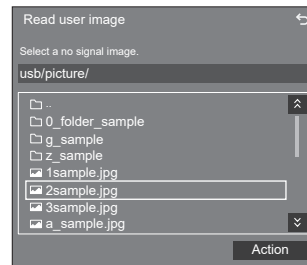 Read user image
Select a no signal image.
usb/picture/
..
0_folder_sample
g_sample
z_sample
1sample.jpg
2sample.jpg
3sample.jpg
a_sample.jpg
Action